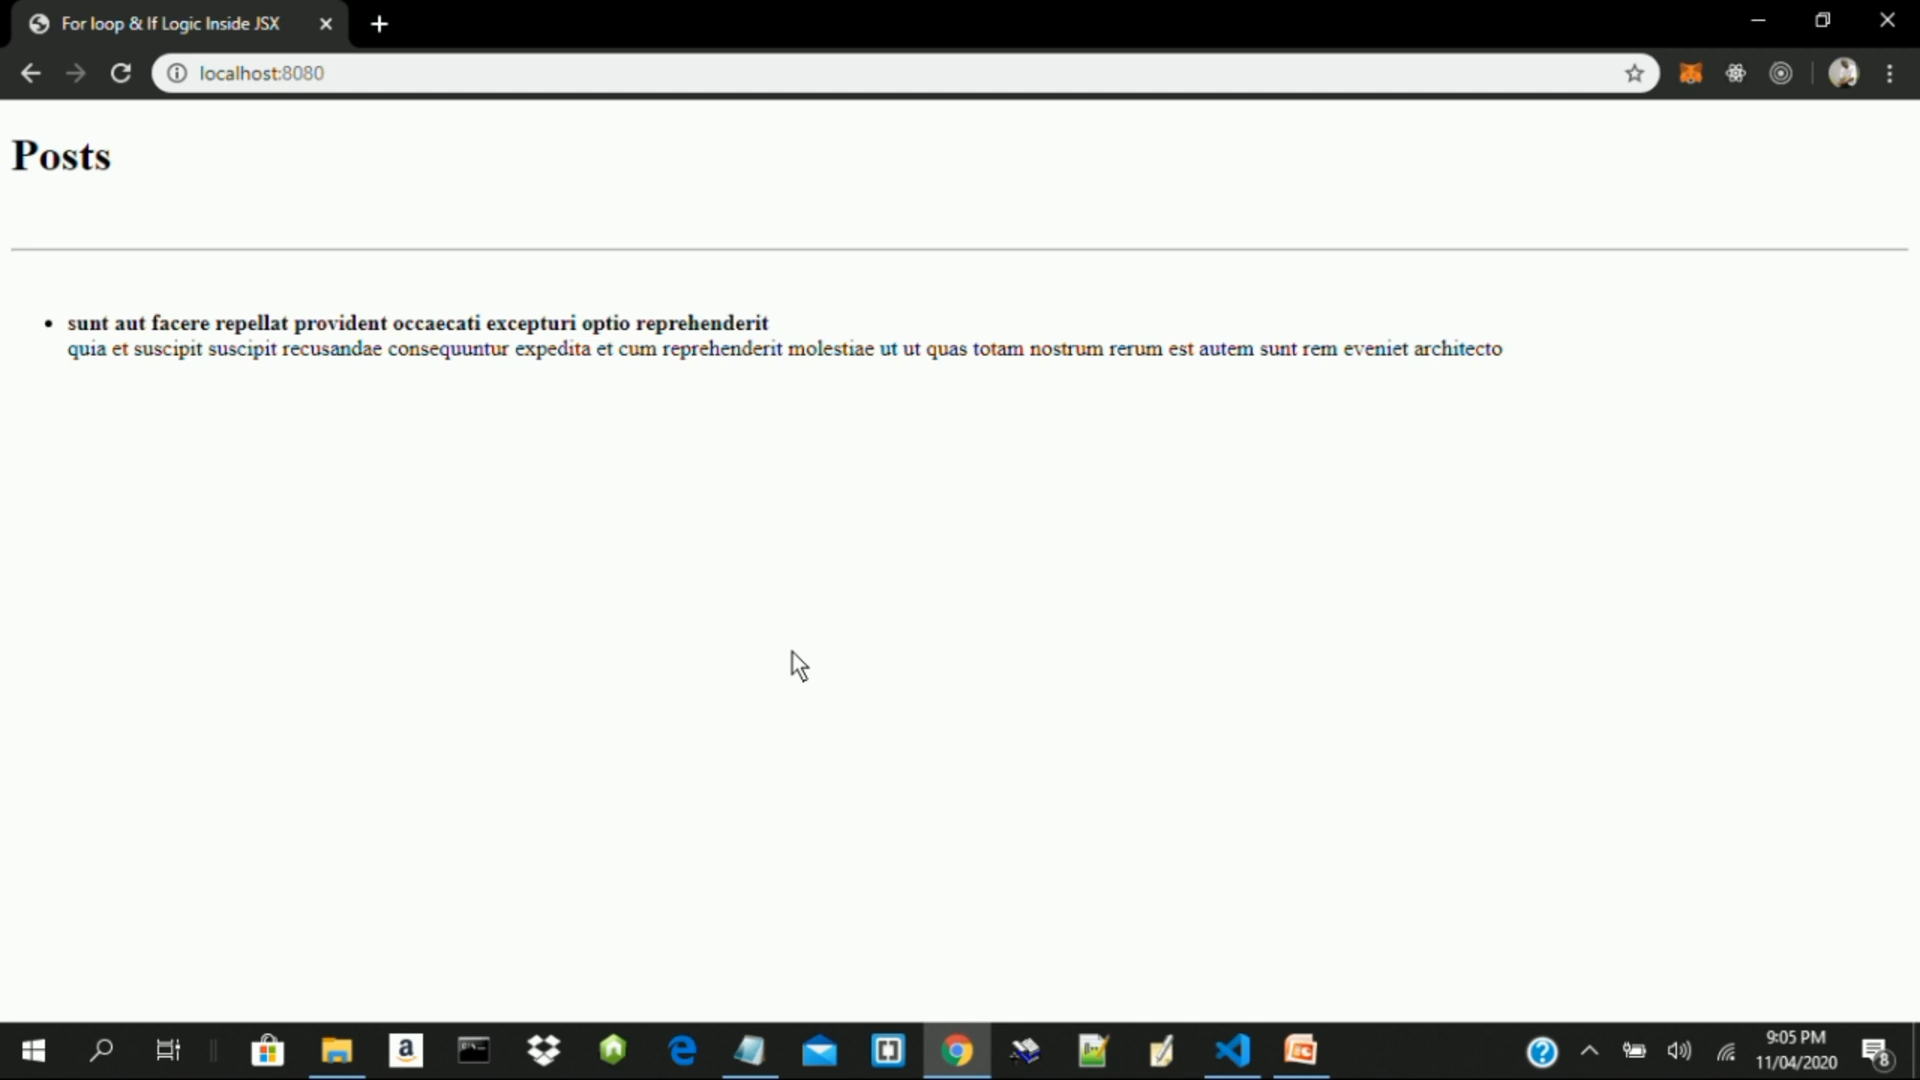 For loop & If Logic Inside JSX
localhost:8080
Posts
sunt aut facere repellat provident occaecati excepturi optio reprehenderit
quia et suscipit suscipit recusandae consequuntur expedita et cum reprehenderit molestiae ut ut quas totam nostrum rerum est autem sunt rem eveniet architecto
9:05 PM
11/04/2020
8